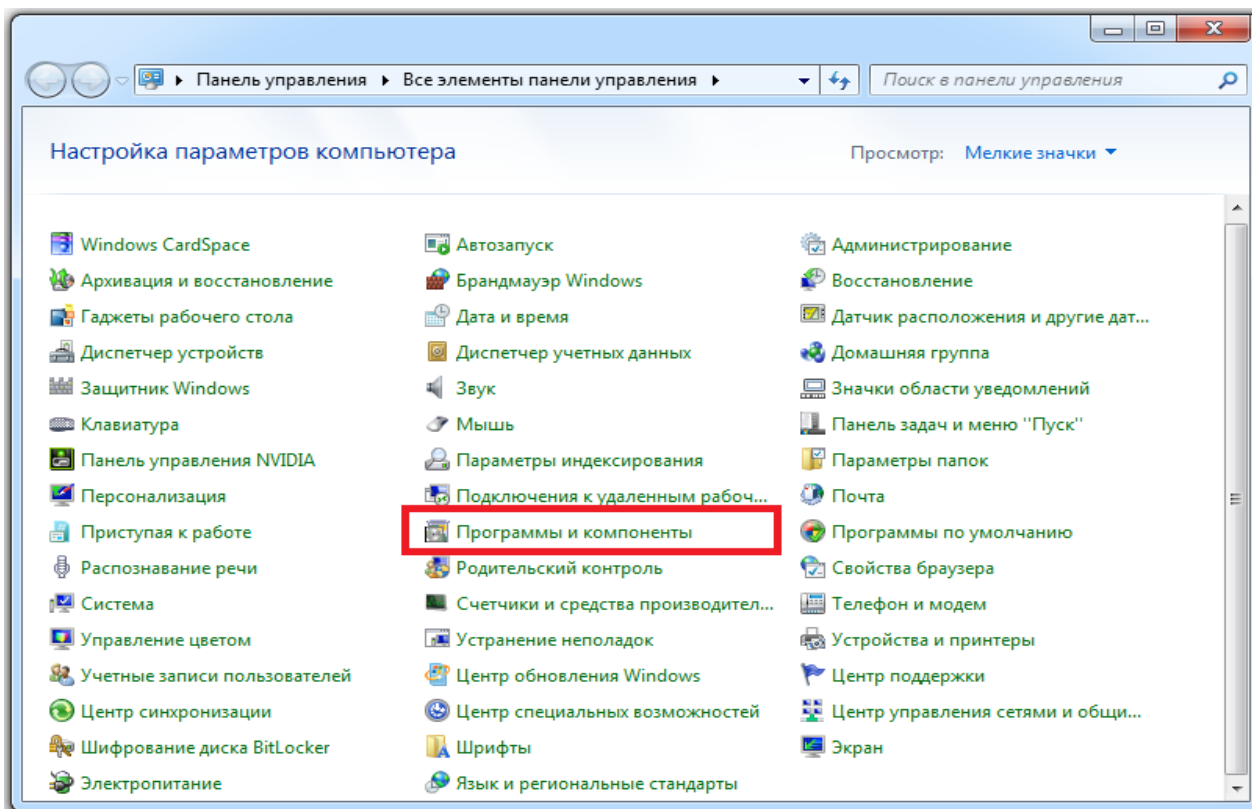 Панель управления Все элементы панели управления Поиск в панели управления
Настройка параметров компьютера Просмотр: Мелкие значки
Windows CardSpace Автозапуск Администрирование
Архивация и восстановление Брандмауэр Windows Восстановление
Гаджеты рабочего стола Дата и время Датчик расположения и другие дат...
Диспетчер устройств Диспетчер учетных данных Домашняя группа
Защитник Windows Звук Значки области уведомлений
Клавиатура Мышь Панель задач и меню ''Пуск''
Панель управления NVIDIA Параметры индексирования Параметры папок
Персонализация Подключения к удаленным рабоч... Почта
Приступая к работе Программы и компоненты Программы по умолчанию
Распознавание речи Родительский контроль Свойства браузера
Система Счетчики и средства производител... Телефон и модем
Управление цветом Устранение неполадок Устройства и принтеры
Учетные записи пользователей Центр обновления Windows Центр поддержки
Центр синхронизации Центр специальных возможностей Центр управления сетями и общи...
Шифрование диска BitLocker Шрифты Экран
Электропитание Язык и региональные стандарты